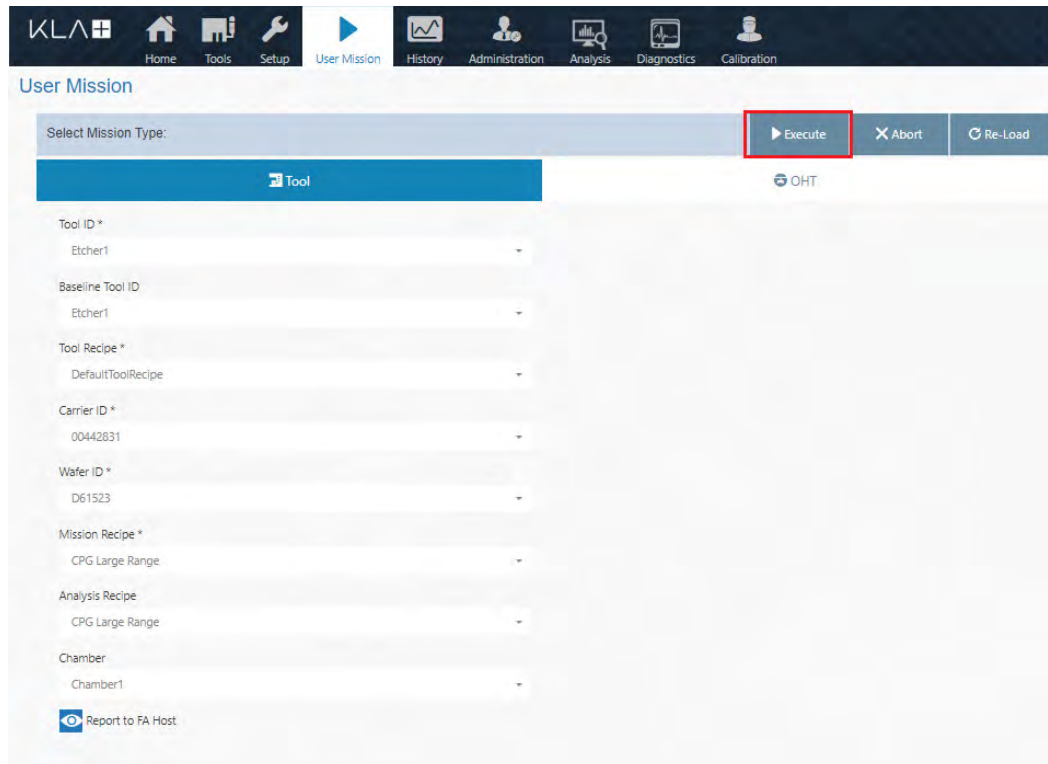 KLA+
Home Tools Setup User Mission History Administration Analysis Diagnostics Calibration
User Mission
Select Mission Type: Execute Abort Re-Load
Tool OHT
Tool ID *
Etcher1
Baseline Tool ID
Etcher1
Tool Recipe *
DefaultToolRecipe
Carrier ID *
00442831
Wafer ID *
D61523
Mission Recipe *
CPG Large Range
Analysis Recipe
CPG Large Range
Chamber
Chamber1
Report to FA Host